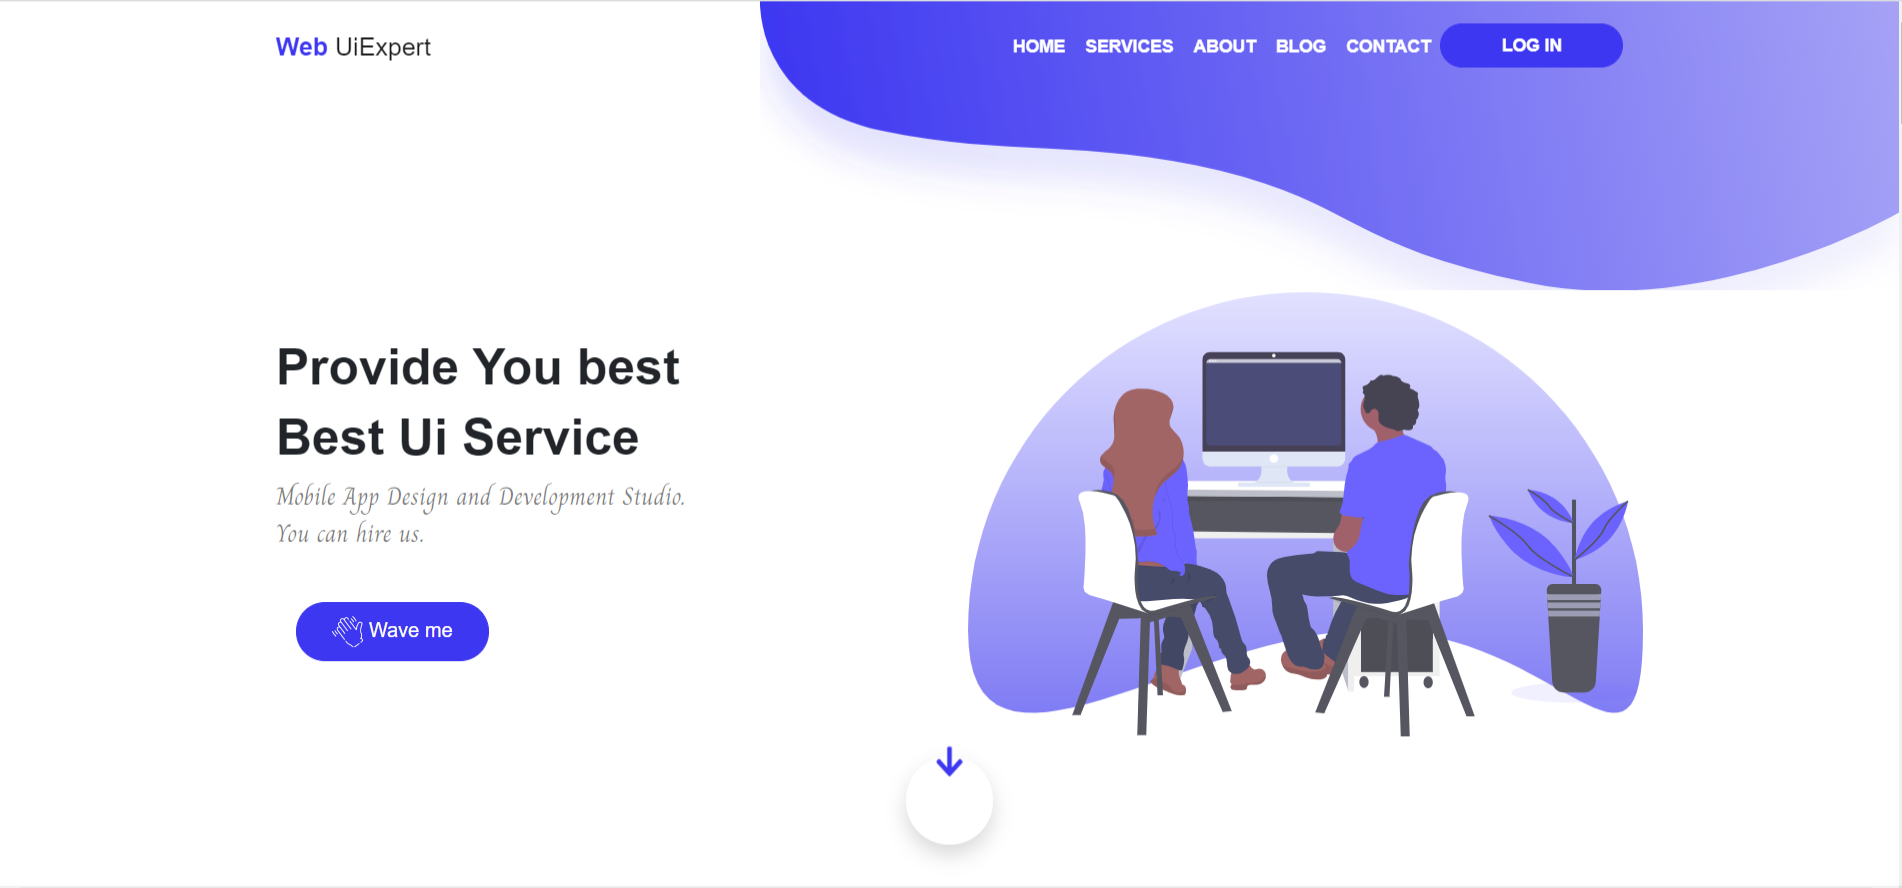 Web UiExpert
HOME SERVICES ABOUT BLOG CONTACT LOG IN
Provide You best
Best Ui Service
Mobile App Design and Development Studio.
You can hire us.
Wave me